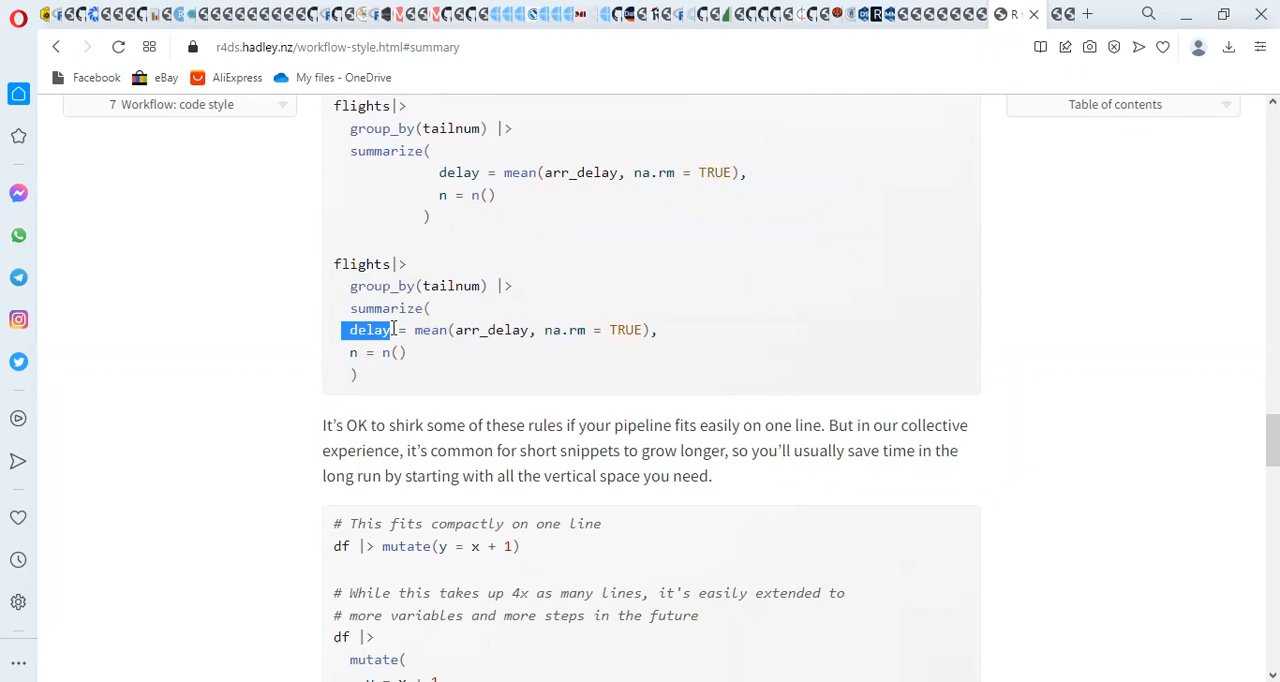 r4ds.hadley.nz/workflow-style.html#summary
Facebook eBay AliExpress My files - OneDrive
7 Workflow: code style
Table of contents
flights|>
group_by(tailnum) |>
summarize(
delay = mean(arr_delay, na.rm = TRUE),
n = n()
)
flights|>
group_by(tailnum) |>
summarize(
delay = mean(arr_delay, na.rm = TRUE),
n = n()
)
It's OK to shirk some of these rules if your pipeline fits easily on one line. But in our collective
experience, it's common for short snippets to grow longer, so you'll usually save time in the
long run by starting with all the vertical space you need.
# This fits compactly on one line
df |> mutate(y = x + 1)
# While this takes up 4x as many lines, it's easily extended to
# more variables and more steps in the future
df |>
mutate(
y = x + 1